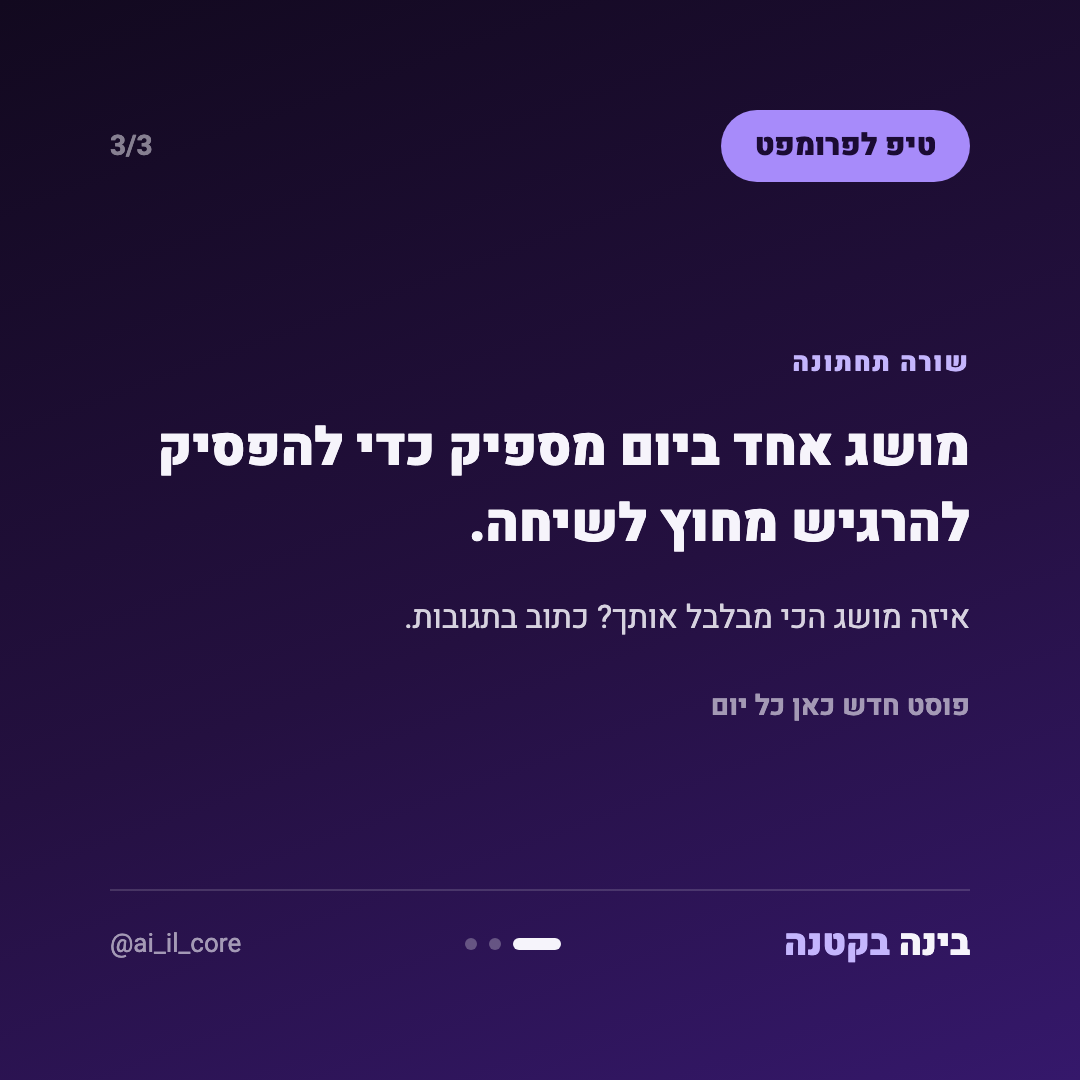 טיפ לפרומפט
3/3
שורה תחתונה
מושג אחד ביום מספיק כדי להפסיק
להרגיש מחוץ לשיחה.
איזה מושג הכי מבלבל אותך? כתוב בתגובות.
פוסט חדש כאן כל יום
בינה בקטנה
@ai_il_core